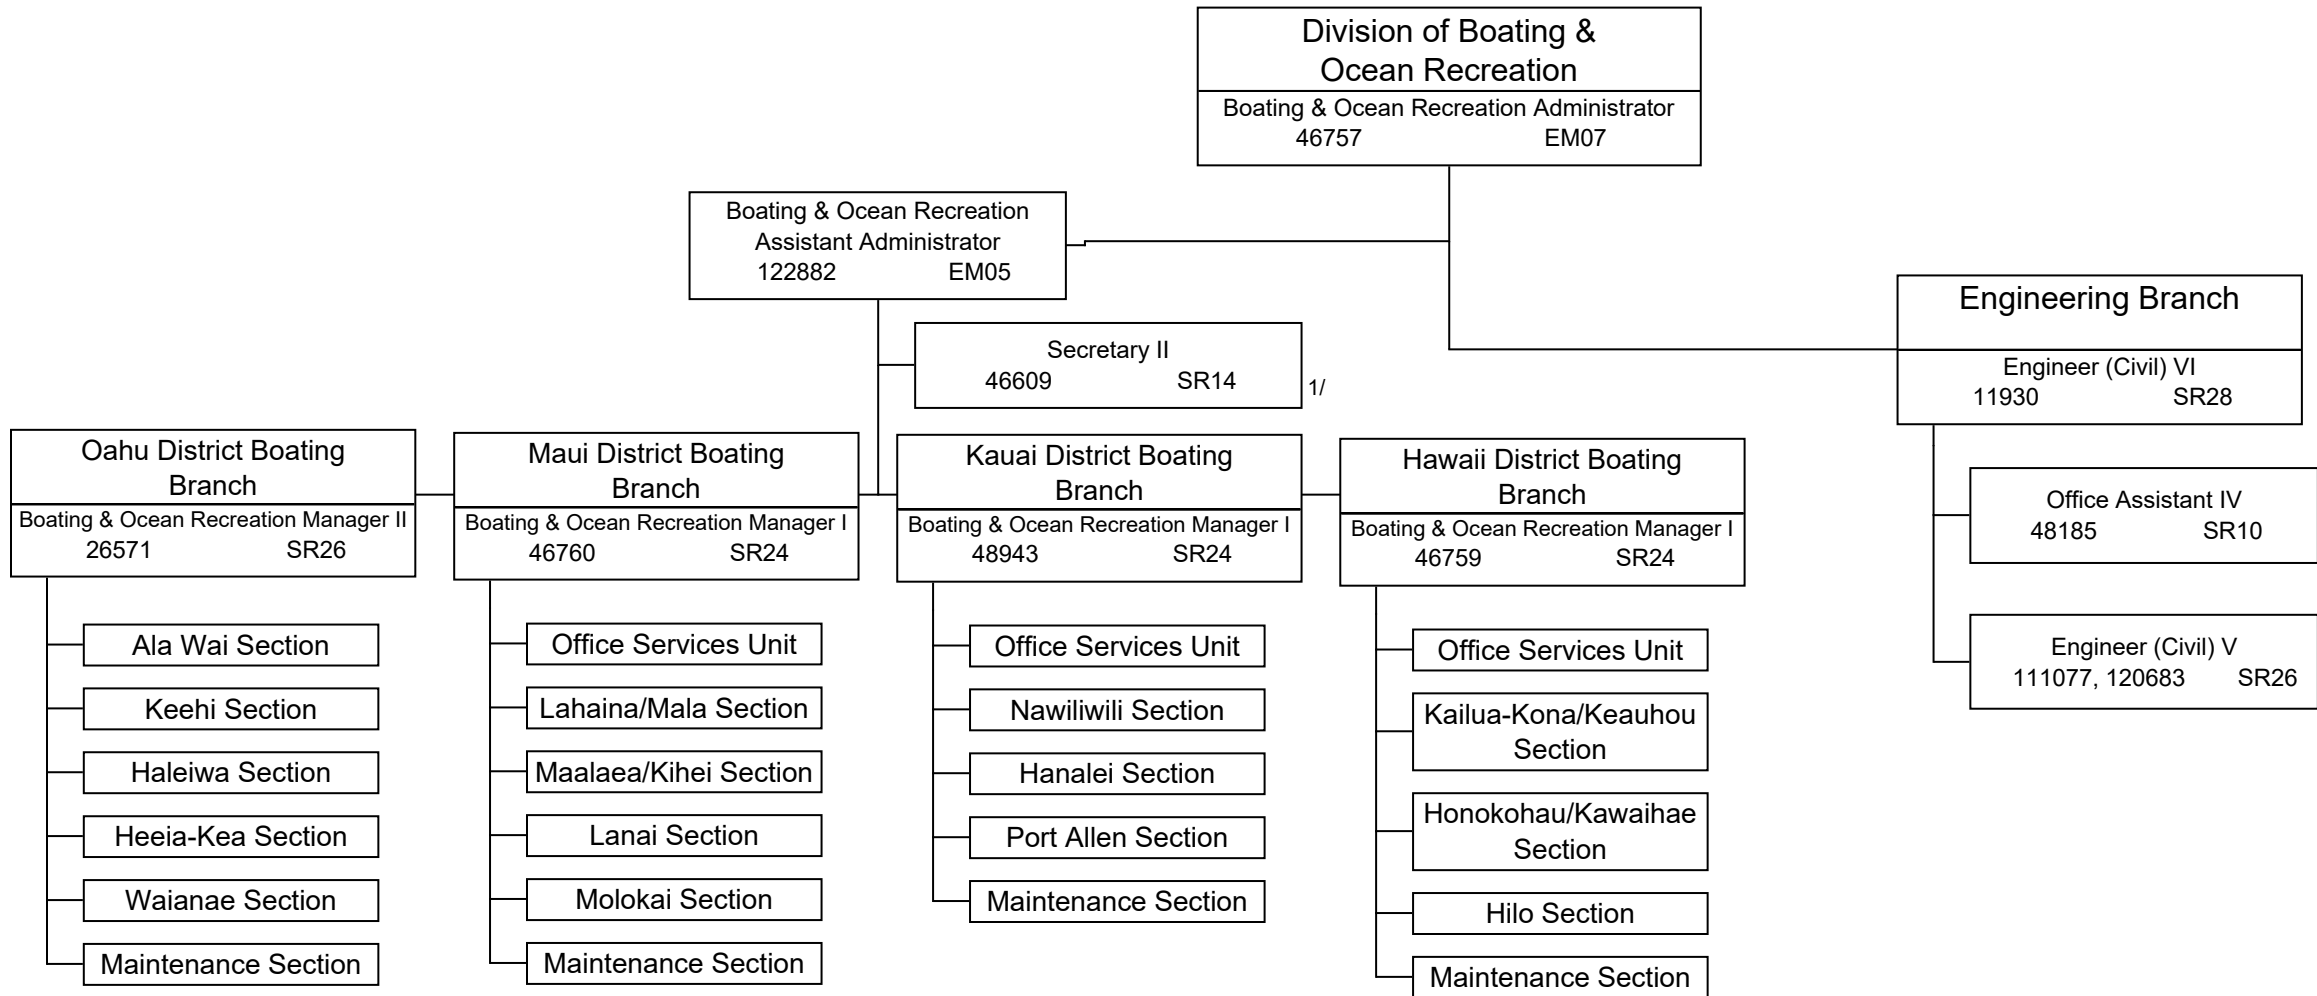 Division of Boating &
Ocean Recreation
Boating & Ocean Recreation Administrator
46757 EM07
Boating & Ocean Recreation
Assistant Administrator
122882 EM05
Secretary II
46609 SR14
1/
Engineering Branch
Engineer (Civil) VI
11930 SR28
Office Assistant IV
48185 SR10
Engineer (Civil) V
111077, 120683 SR26
Oahu District Boating
Branch
Boating & Ocean Recreation Manager II
26571 SR26
Ala Wai Section
Keehi Section
Haleiwa Section
Heeia-Kea Section
Waianae Section
Maintenance Section
Maui District Boating
Branch
Boating & Ocean Recreation Manager I
46760 SR24
Office Services Unit
Lahaina/Mala Section
Maalaea/Kihei Section
Lanai Section
Molokai Section
Maintenance Section
Kauai District Boating
Branch
Boating & Ocean Recreation Manager I
48943 SR24
Office Services Unit
Nawiliwili Section
Hanalei Section
Port Allen Section
Maintenance Section
Hawaii District Boating
Branch
Boating & Ocean Recreation Manager I
46759 SR24
Office Services Unit
Kailua-Kona/Keauhou
Section
Honokohau/Kawaihae
Section
Hilo Section
Maintenance Section